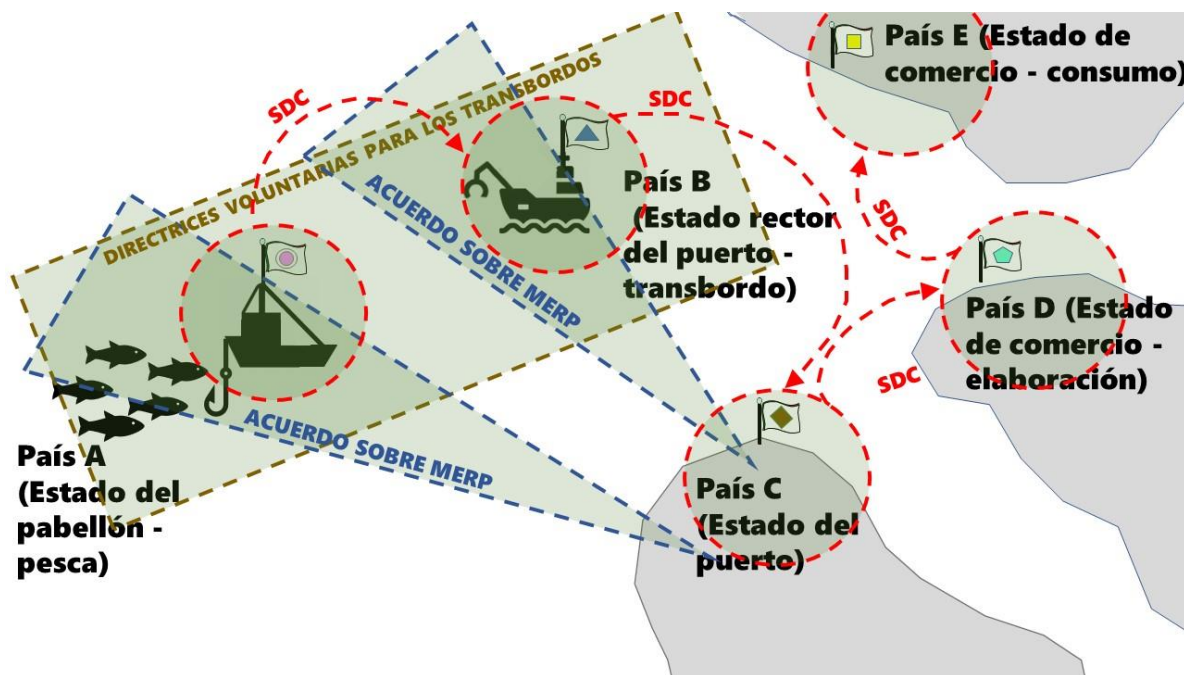 País E (Estado de
comercio - consumo)
SDC
DIRECTRICES VOLUNTARIAS PARA LOS TRANSBORDOS
SDC
ACUERDO SOBRE MERP
País B
(Estado rector
del puerto -
transbordo)
SDC
País D (Estado
de comercio -
elaboración)
SDC
ACUERDO SOBRE MERP
País A
(Estado del
pabellón -
pesca)
País C
(Estado del
puerto)